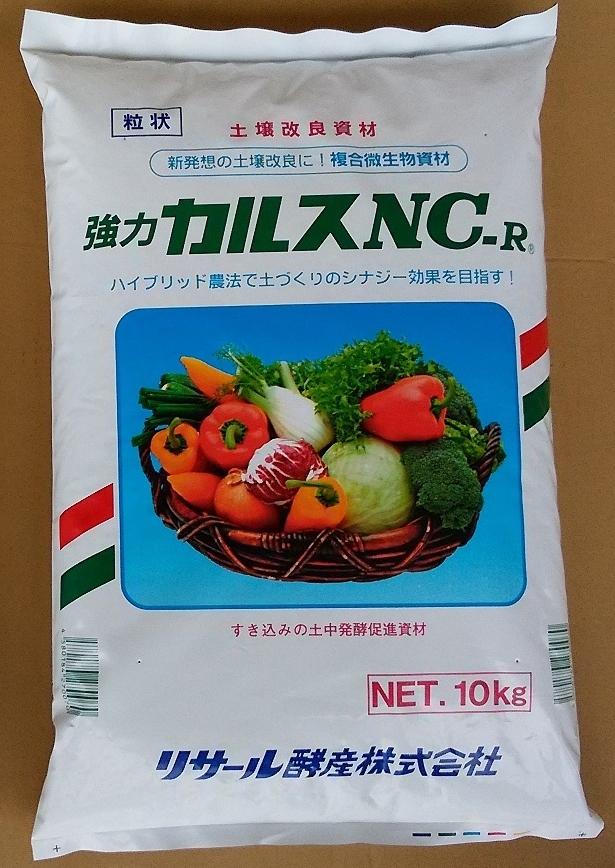 粒状
土壌改良資材
新発想の土壌改良に！複合微生物資材
強力カルスNC-R®
ハイブリッド農法で土づくりのシナジー効果を目指す！
すき込みの土中発酵促進資材
NET. 10kg
リサール酵産株式会社